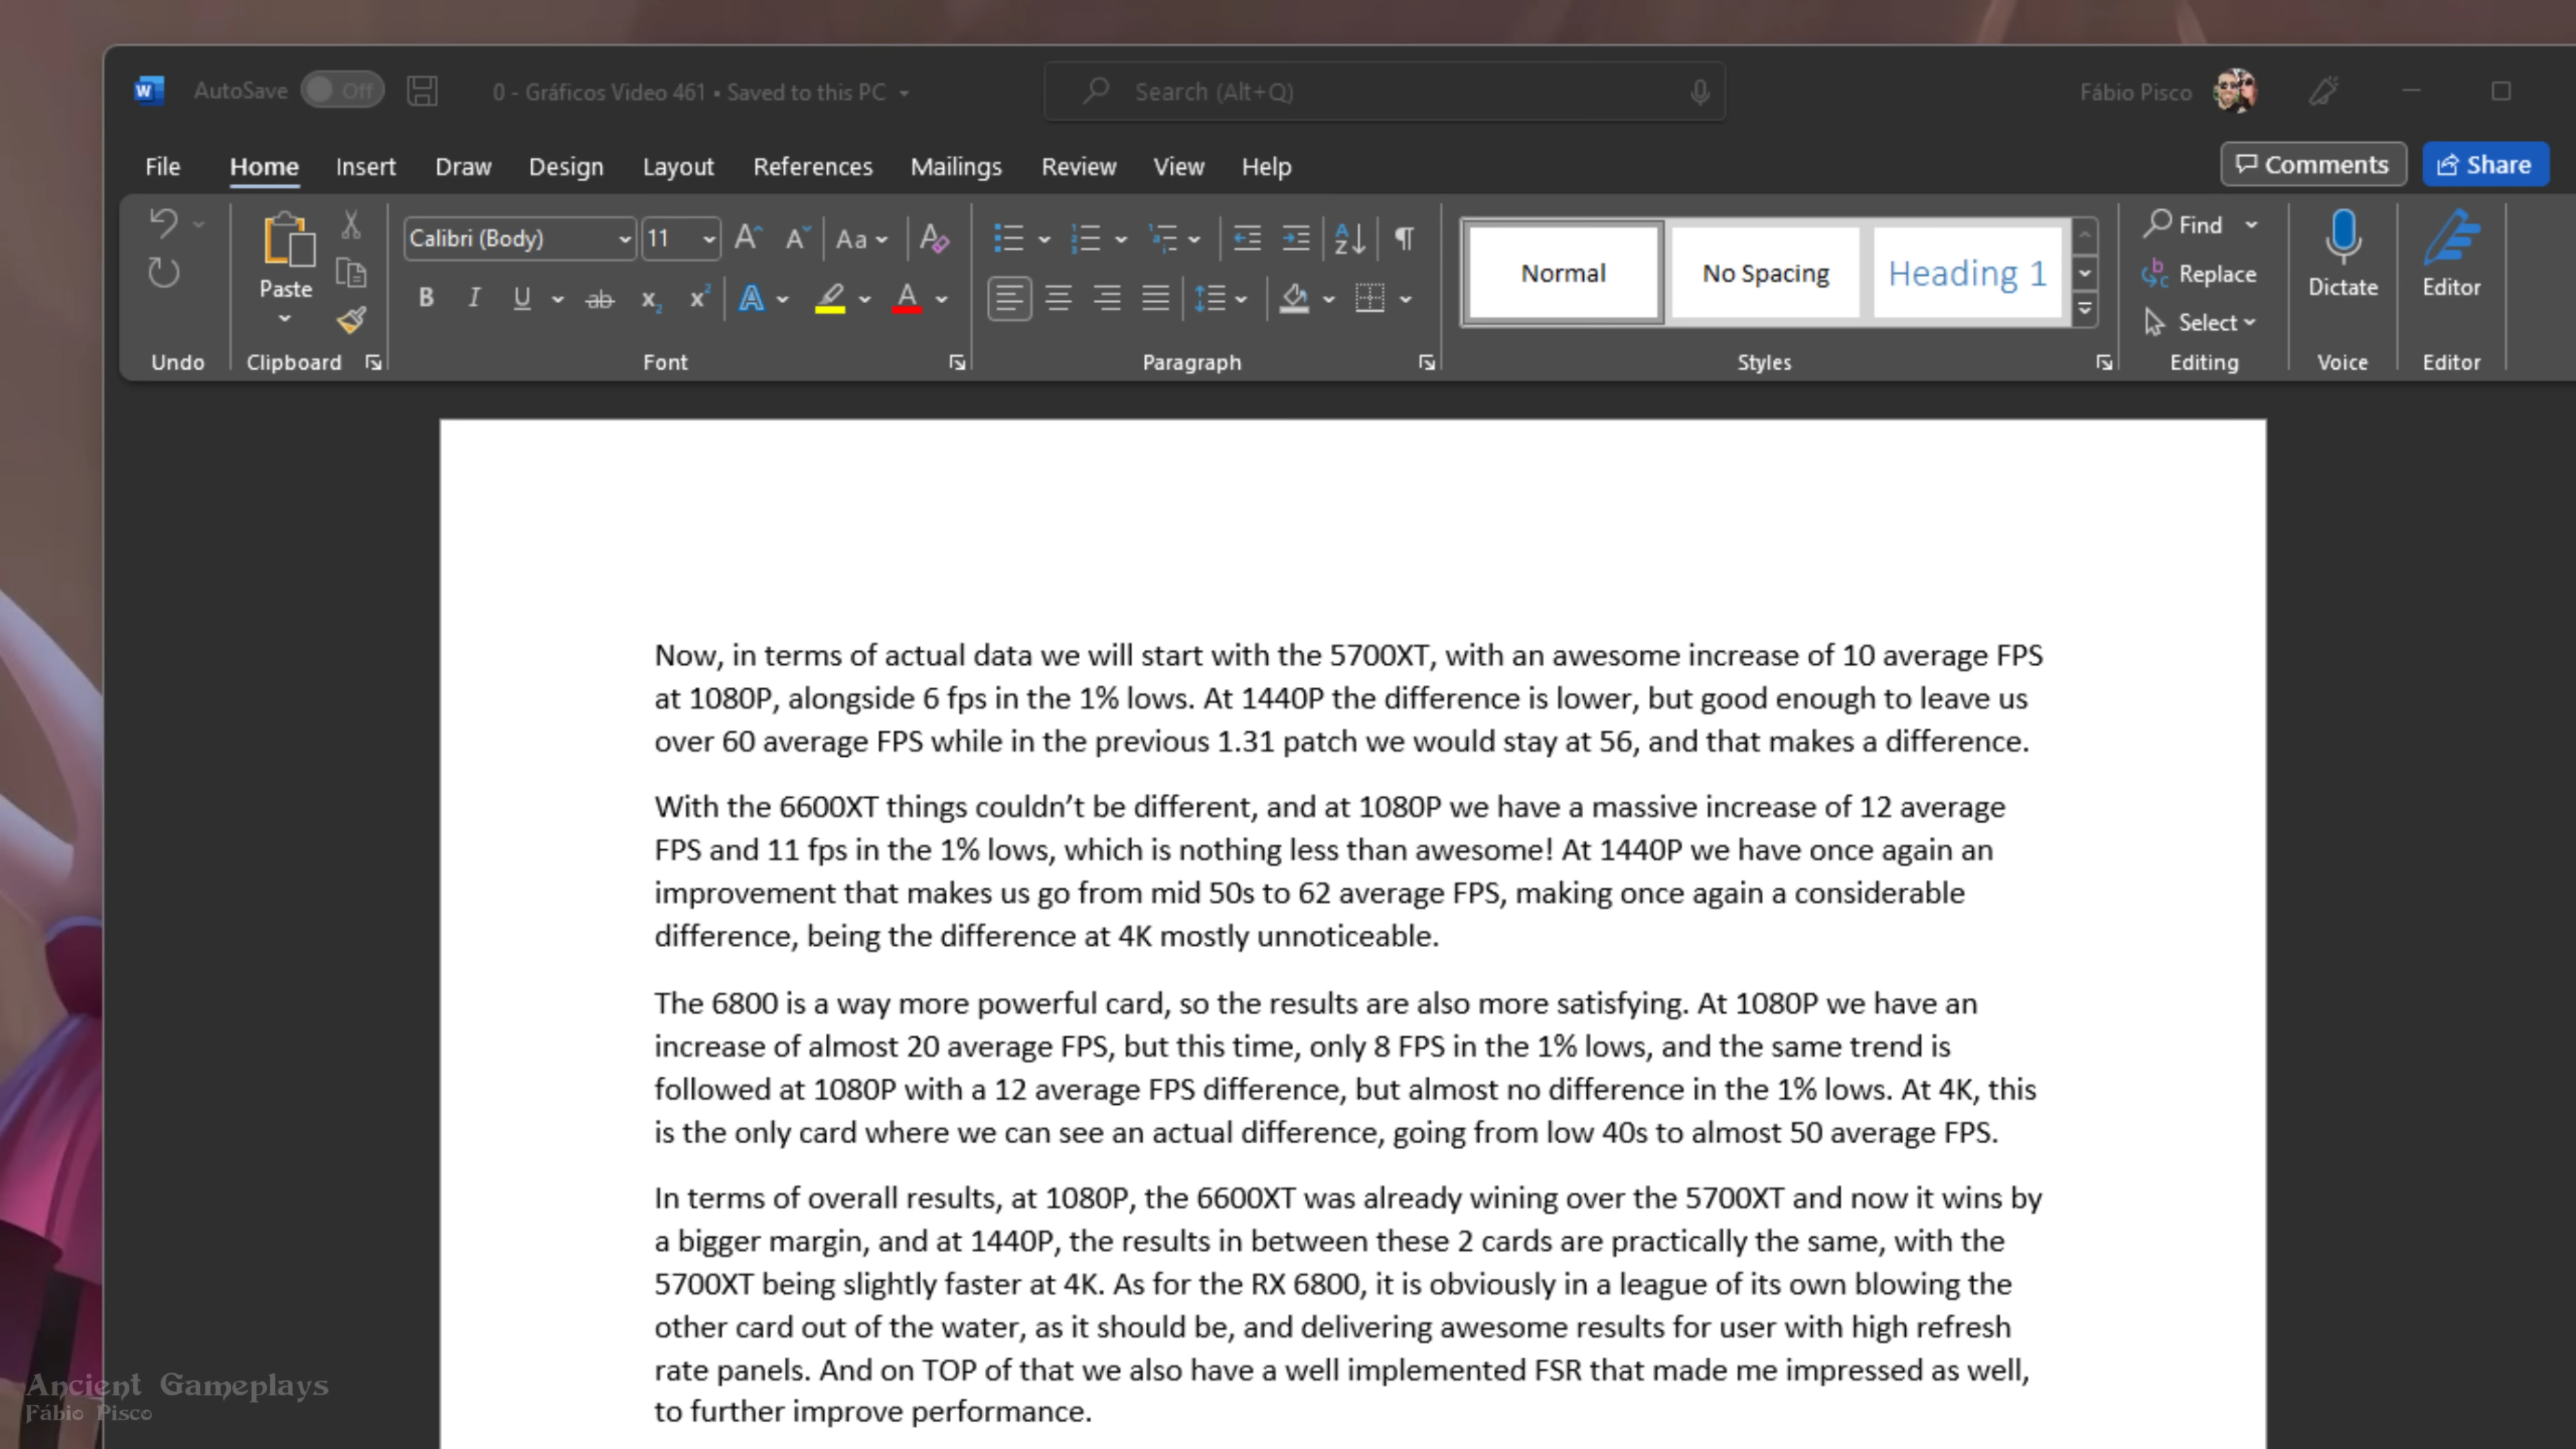 AutoSave Off 0 - Gráficos Video 461 • Saved to this PC Search (Alt+Q) Fábio Pisco
File Home Insert Draw Design Layout References Mailings Review View Help Comments Share
Calibri (Body) 11 Aa
Paste
Normal No Spacing Heading 1
Find
Replace
Select
Dictate Editor
Undo Clipboard Font Paragraph Styles Editing Voice Editor
Now, in terms of actual data we will start with the 5700XT, with an awesome increase of 10 average FPS
at 1080P, alongside 6 fps in the 1% lows. At 1440P the difference is lower, but good enough to leave us
over 60 average FPS while in the previous 1.31 patch we would stay at 56, and that makes a difference.
With the 6600XT things couldn’t be different, and at 1080P we have a massive increase of 12 average
FPS and 11 fps in the 1% lows, which is nothing less than awesome! At 1440P we have once again an
improvement that makes us go from mid 50s to 62 average FPS, making once again a considerable
difference, being the difference at 4K mostly unnoticeable.
The 6800 is a way more powerful card, so the results are also more satisfying. At 1080P we have an
increase of almost 20 average FPS, but this time, only 8 FPS in the 1% lows, and the same trend is
followed at 1080P with a 12 average FPS difference, but almost no difference in the 1% lows. At 4K, this
is the only card where we can see an actual difference, going from low 40s to almost 50 average FPS.
In terms of overall results, at 1080P, the 6600XT was already wining over the 5700XT and now it wins by
a bigger margin, and at 1440P, the results in between these 2 cards are practically the same, with the
5700XT being slightly faster at 4K. As for the RX 6800, it is obviously in a league of its own blowing the
other card out of the water, as it should be, and delivering awesome results for user with high refresh
rate panels. And on TOP of that we also have a well implemented FSR that made me impressed as well,
to further improve performance.
Ancient Gameplays
Fábio Pisco